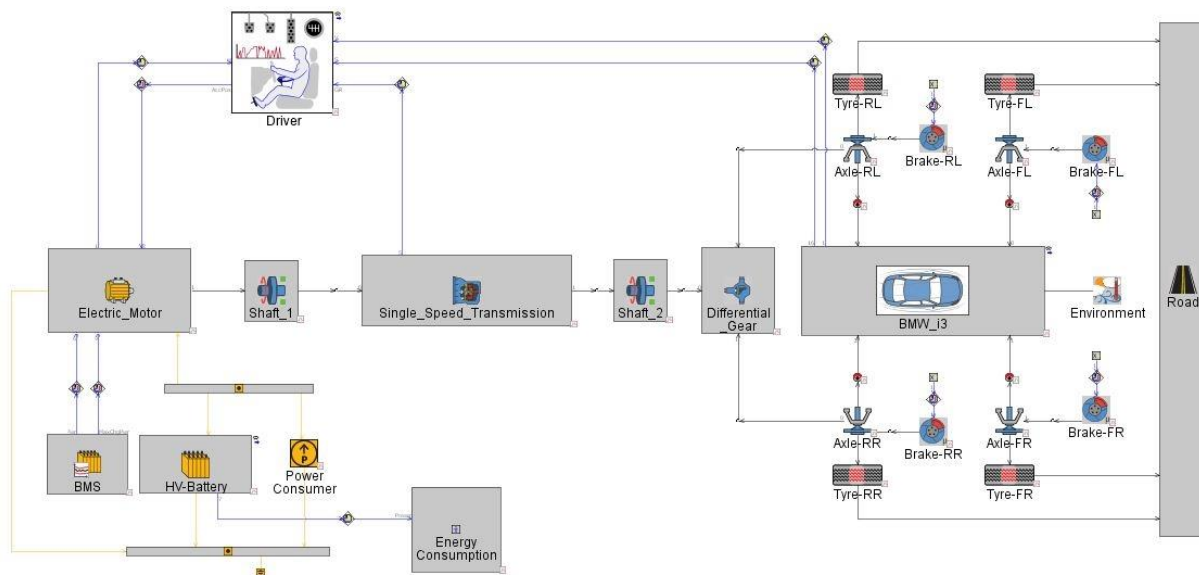 Driver
Tyre-RL
Tyre-FL
Brake-RL
Brake-FL
Axle-RL
Axle-FL
Electric_Motor
Shaft_1
Single_Speed_Transmission
Shaft_2
Differential
_Gear
BMW_i3
Environment
Road
BMS
HV-Battery
Power
Consumer
P
Energy
Consumption
Axle-RR
Axle-FR
Brake-RR
Brake-FR
Tyre-RR
Tyre-FR